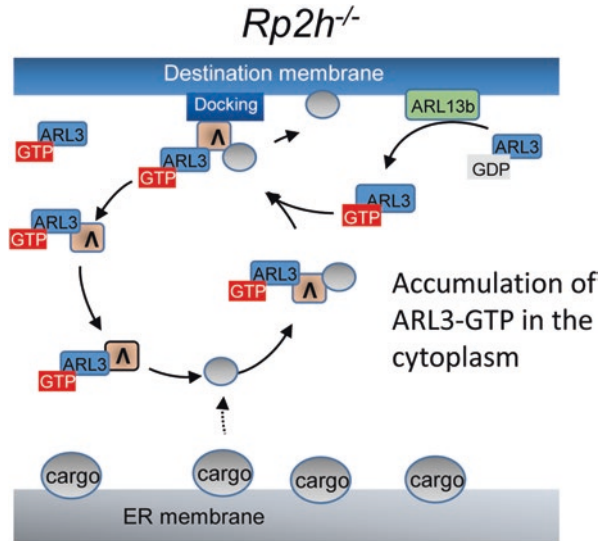 Rp2h-/-
Destination membrane
Docking
ARL13b
ARL3
GTP
Λ
ARL3
GTP
ARL3
GDP
ARL3
GTP
ARL3
GTP
Λ
ARL3
GTP
Λ
Accumulation of
ARL3-GTP in the
cytoplasm
ARL3
GTP
Λ
cargo
cargo
cargo
cargo
ER membrane